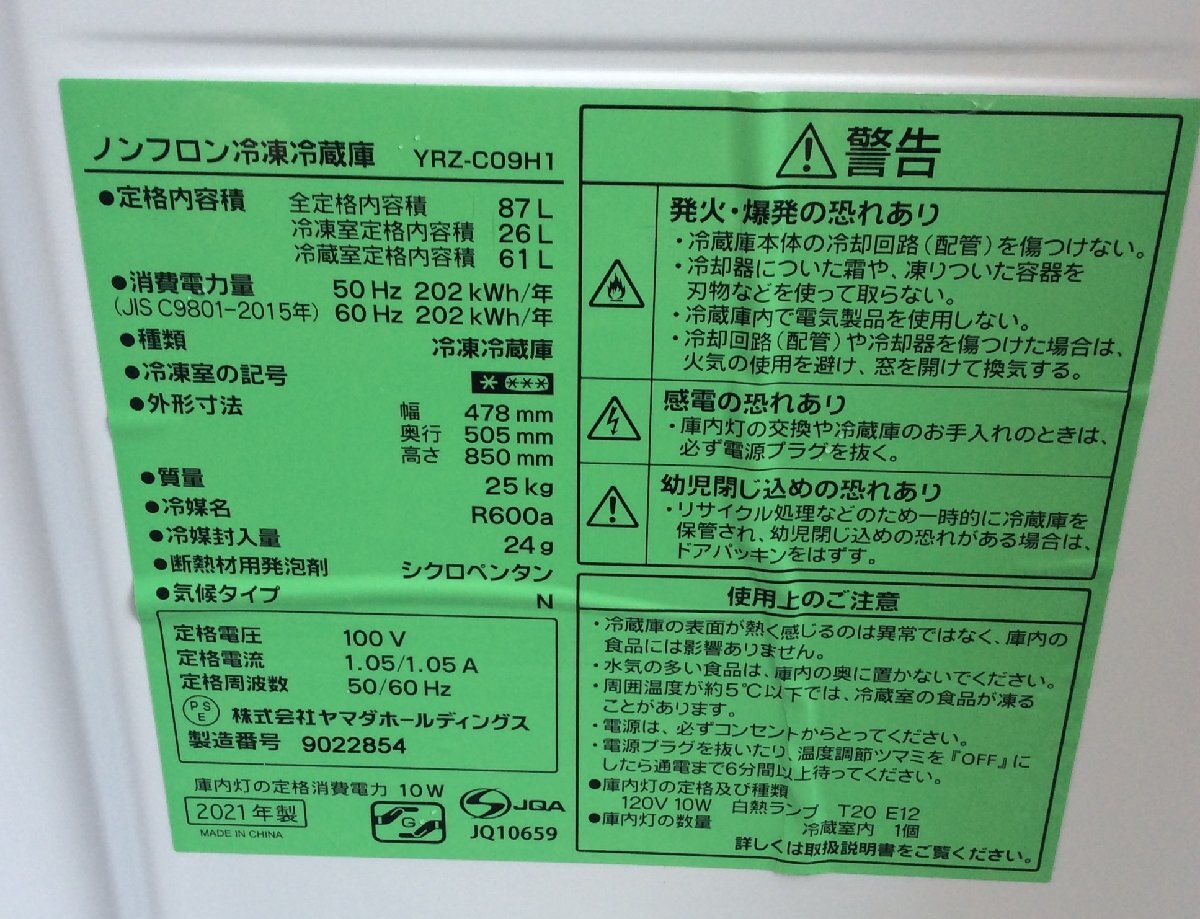 ノンフロン冷凍冷蔵庫 YRZ-C09H1
●定格内容積 全定格内容積 87 L
冷凍室定格内容積 26 L
冷蔵室定格内容積 61 L
●消費電力量 50 Hz 202 kWh/年
(JIS C9801-2015年) 60 Hz 202 kWh/年
●種類 冷凍冷蔵庫
●冷凍室の記号 * ***
●外形寸法 幅 478 mm
奥行 505 mm
高さ 850 mm
●質量 25 kg
●冷媒名 R600a
●冷媒封入量 24 g
●断熱材用発泡剤 シクロペンタン
●気候タイプ N
定格電圧 100 V
定格電流 1.05/1.05 A
定格周波数 50/60 Hz
PSE 株式会社ヤマダホールディングス
製造番号 9022854
庫内灯の定格消費電力 10 W
2021 年製
MADE IN CHINA
G
JQA
JQ10659
警告
発火・爆発の恐れあり
・冷蔵庫本体の冷却回路(配管)を傷つけない。
・冷却器についた霜や、凍りついた容器を
刃物などを使って取らない。
・冷蔵庫内で電気製品を使用しない。
・冷却回路(配管)や冷却器を傷つけた場合は、
火気の使用を避け、窓を開けて換気する。
感電の恐れあり
・庫内灯の交換や冷蔵庫のお手入れのときは、
必ず電源プラグを抜く。
幼児閉じ込めの恐れあり
・リサイクル処理などのため一時的に冷蔵庫を
保管され、幼児閉じ込めの恐れがある場合は、
ドアパッキンをはずす。
使用上のご注意
・冷蔵庫の表面が熱く感じるのは異常ではなく、庫内の
食品には影響ありません。
・水気の多い食品は、庫内の奥に置かないでください。
・周囲温度が約5℃以下では、冷蔵室の食品が凍る
ことがあります。
・電源は、必ずコンセントからとってください。
・電源プラグを抜いたり、温度調節ツマミを『OFF』に
したら通電まで6分間以上待ってください。
●庫内灯の定格及び種類
120V 10W 白熱ランプ T20 E12
●庫内灯の数量 冷蔵室内 1個
詳しくは取扱説明書をご覧ください。